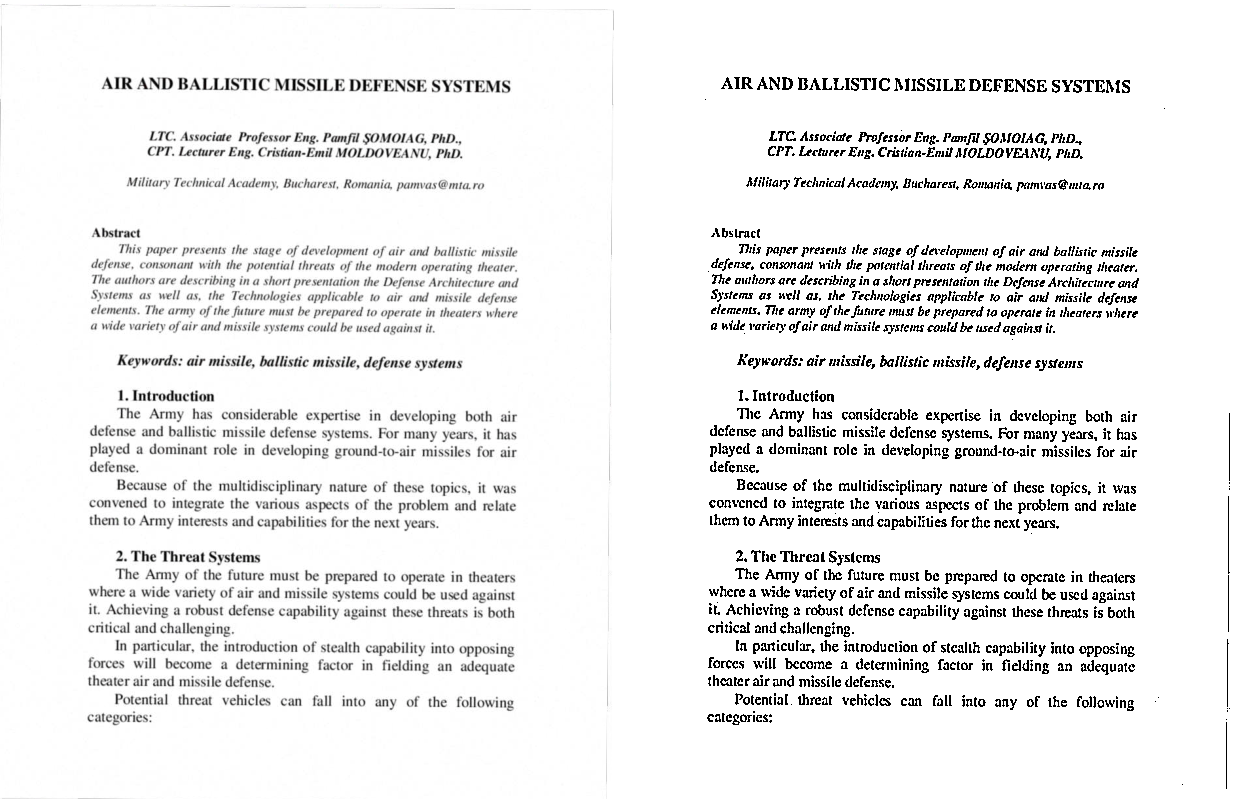 AIR AND BALLISTIC MISSILE DEFENSE SYSTEMS
LTC. Associate Professor Eng. Pamfil ŞOMOIAG, PhD.,
CPT. Lecturer Eng. Cristian-Emil MOLDOVEANU, PhD.
Military Technical Academy, Bucharest, Romania, pamvas@mta.ro
Abstract
This paper presents the stage of development of air and ballistic missile
defense, consonant with the potential threats of the modern operating theater.
The authors are describing in a short presentation the Defense Architecture and
Systems as well as, the Technologies applicable to air and missile defense
elements. The army of the future must be prepared to operate in theaters where
a wide variety of air and missile systems could be used against it.
Keywords: air missile, ballistic missile, defense systems
1. Introduction
The Army has considerable expertise in developing both air
defense and ballistic missile defense systems. For many years, it has
played a dominant role in developing ground-to-air missiles for air
defense.
Because of the multidisciplinary nature of these topics, it was
convened to integrate the various aspects of the problem and relate
them to Army interests and capabilities for the next years.
2. The Threat Systems
The Army of the future must be prepared to operate in theaters
where a wide variety of air and missile systems could be used against
it. Achieving a robust defense capability against these threats is both
critical and challenging.
In particular, the introduction of stealth capability into opposing
forces will become a determining factor in fielding an adequate
theater air and missile defense.
Potential threat vehicles can fall into any of the following
categories:
AIR AND BALLISTIC MISSILE DEFENSE SYSTEMS
LTC. Associate Professor Eng. Pamfil ŞOMOIAG, PhD.,
CPT. Lecturer Eng. Cristian-Emil MOLDOVEANU, PhD.
Military Technical Academy, Bucharest, Romania, pamvas@mta.ro
Abstract
This paper presents the stage of development of air and ballistic missile
defense, consonant with the potential threats of the modern operating theater.
The authors are describing in a short presentation the Defense Architecture and
Systems as well as, the Technologies applicable to air and missile defense
elements. The army of the future must be prepared to operate in theaters where
a wide variety of air and missile systems could be used against it.
Keywords: air missile, ballistic missile, defense systems
1. Introduction
The Army has considerable expertise in developing both air
defense and ballistic missile defense systems. For many years, it has
played a dominant role in developing ground-to-air missiles for air
defense.
Because of the multidisciplinary nature of these topics, it was
convened to integrate the various aspects of the problem and relate
them to Army interests and capabilities for the next years.
2. The Threat Systems
The Army of the future must be prepared to operate in theaters
where a wide variety of air and missile systems could be used against
it. Achieving a robust defense capability against these threats is both
critical and challenging.
In particular, the introduction of stealth capability into opposing
forces will become a determining factor in fielding an adequate
theater air and missile defense.
Potential threat vehicles can fall into any of the following
categories: